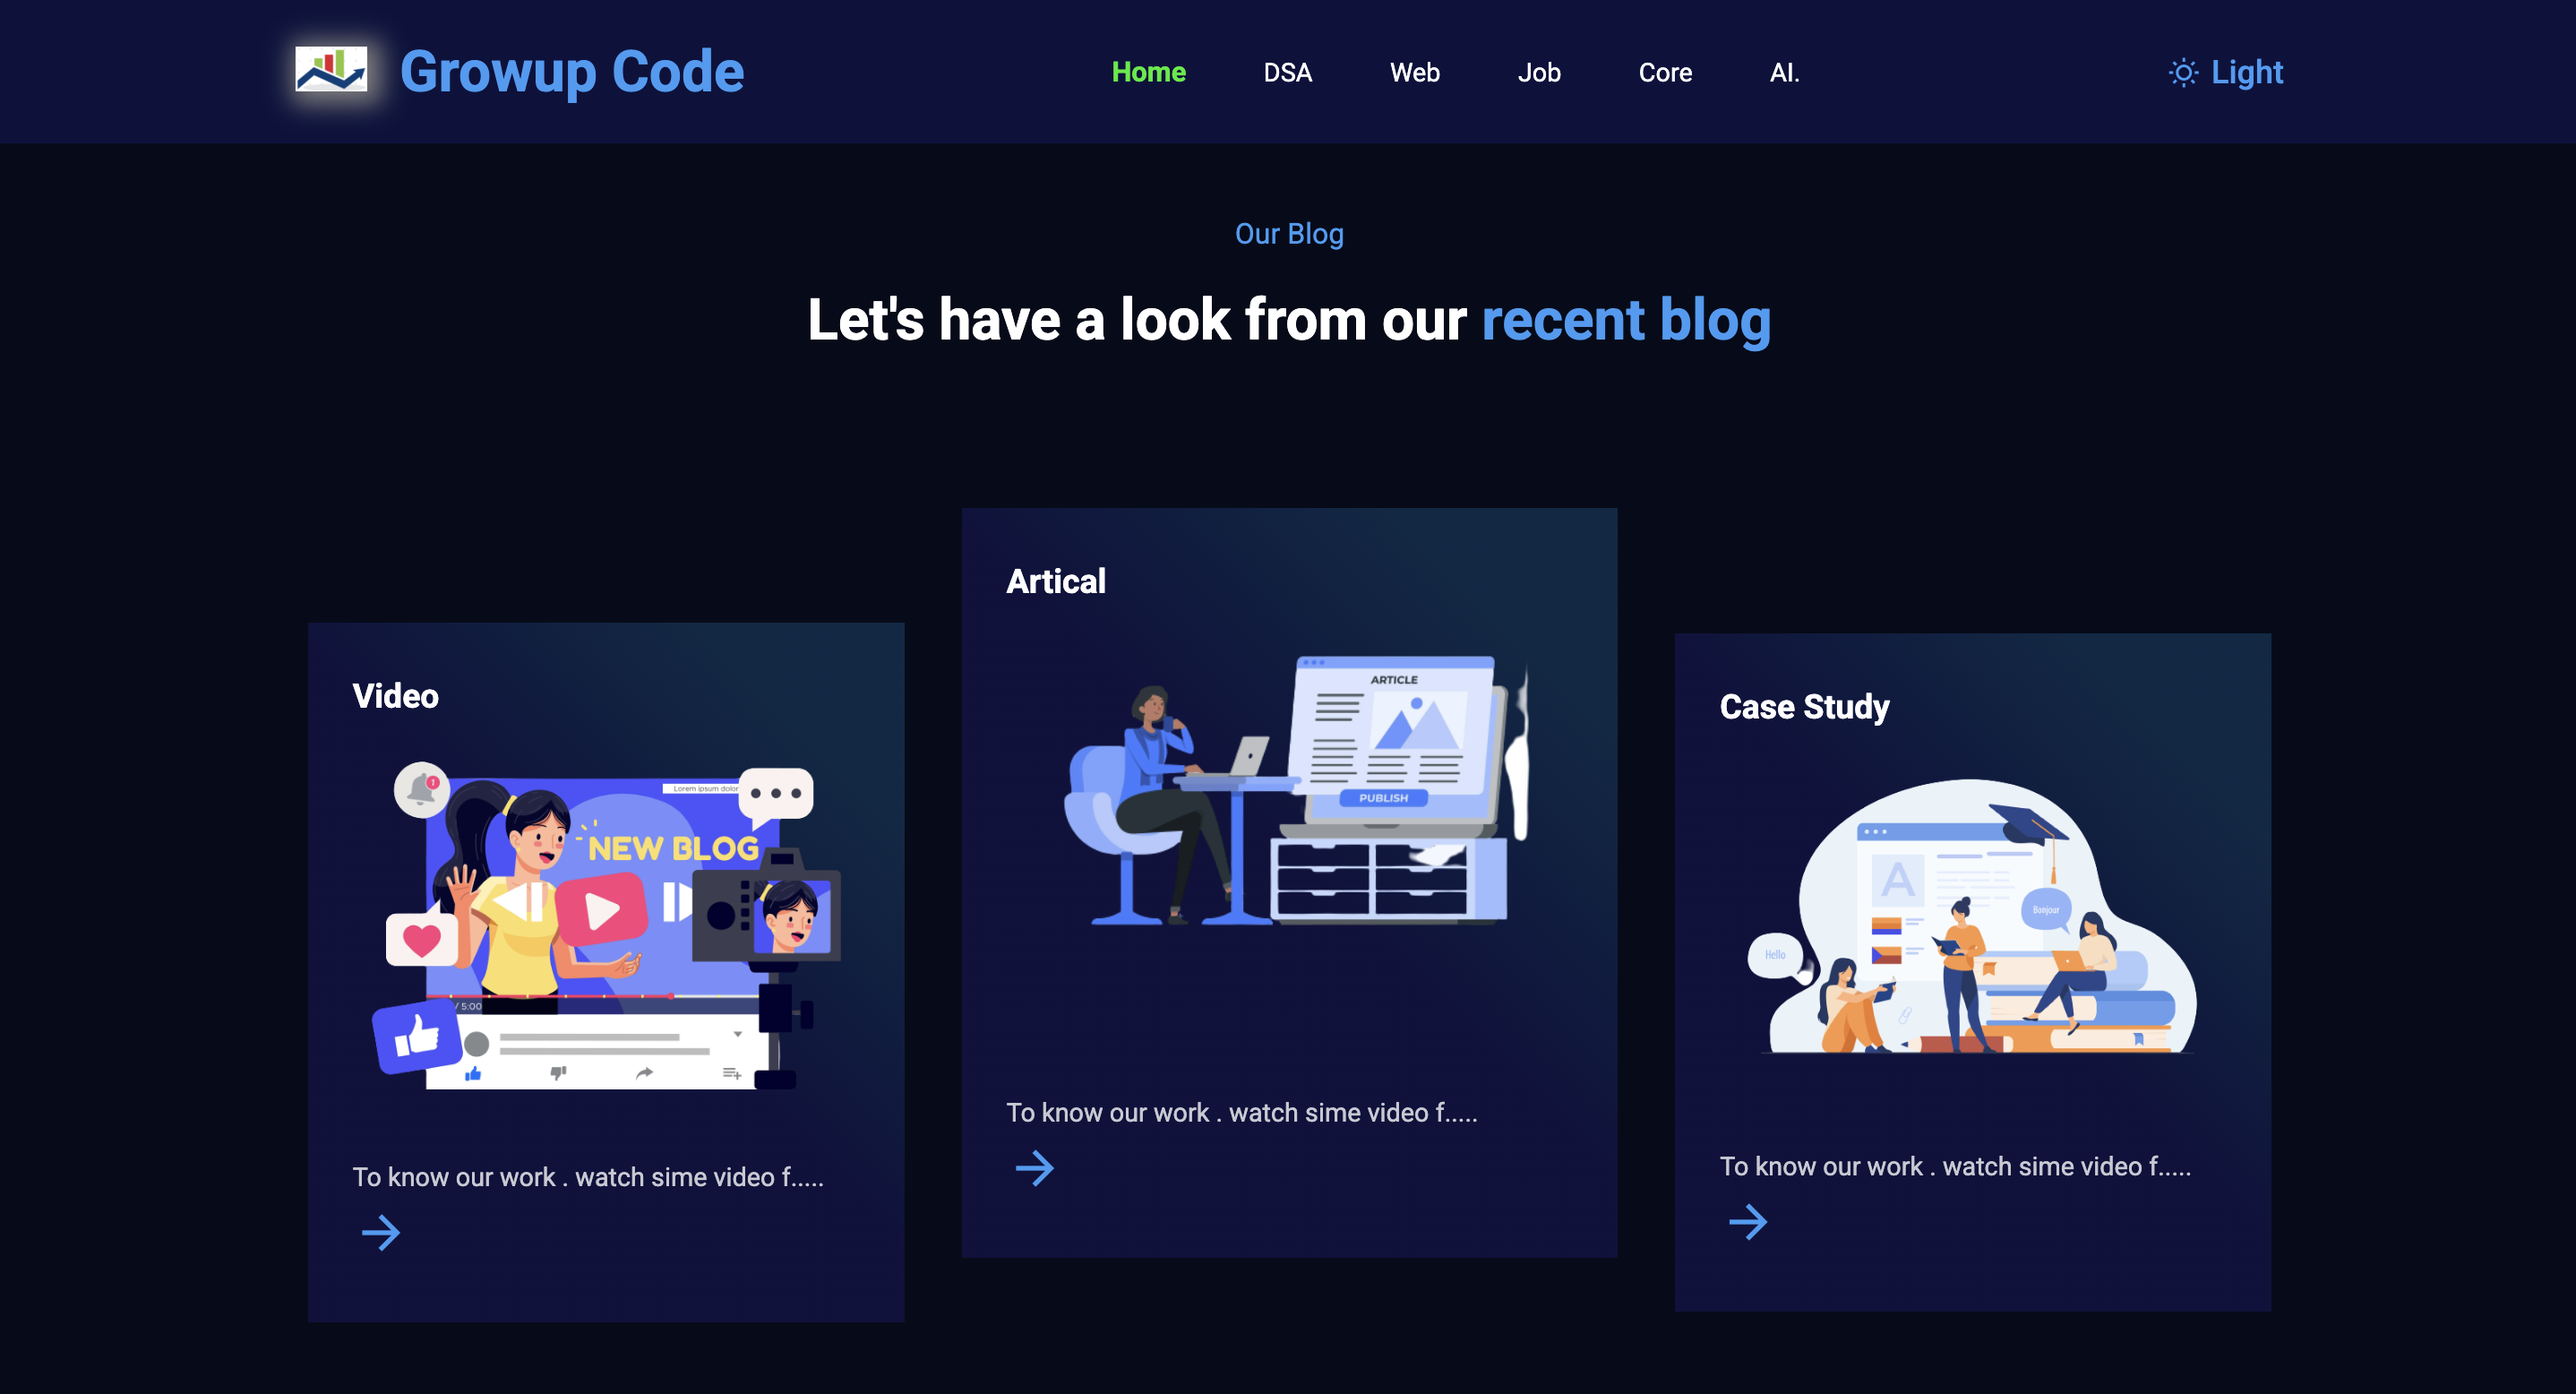 Growup Code
Home
DSA
Web
Job
Core
AI.
Light
Our Blog
Let's have a look from our recent blog
Video
1
Lorem ipsum dolor
NEW BLOG
/ 5:00
To know our work . watch sime video f.....
Artical
ARTICLE
PUBLISH
To know our work . watch sime video f.....
Case Study
A
Bonjour
Hello
To know our work . watch sime video f.....